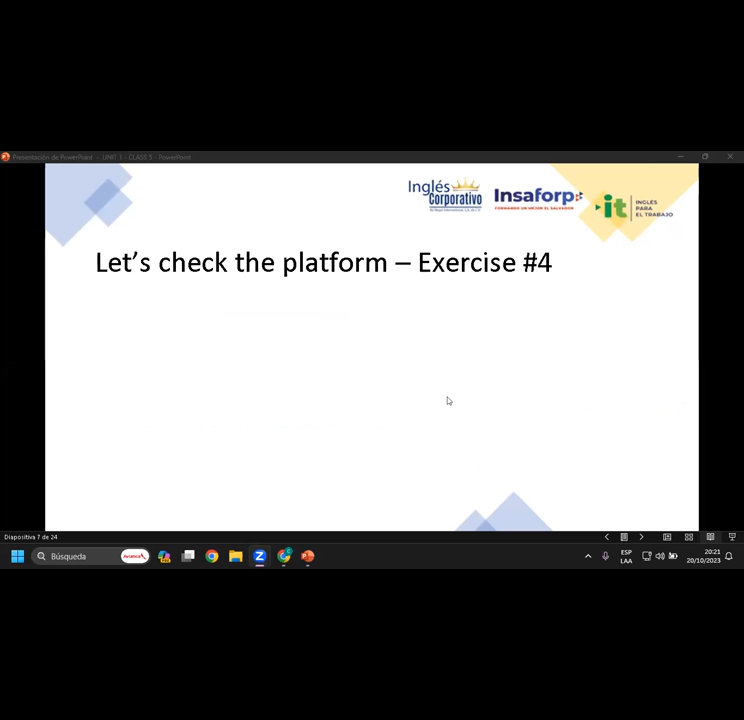 Presentación de PowerPoint - UNIT 1 - CLASS 5 - PowerPoint
Inglés
Corporativo
Insaforp
FORMANDO UN MEJOR EL SALVADOR
it
INGLÉS
PARA
EL TRABAJO
Let's check the platform – Exercise #4
Diapositiva 7 de 24
Búsqueda
Avianca
ESP
LAA
20:21
20/10/2023